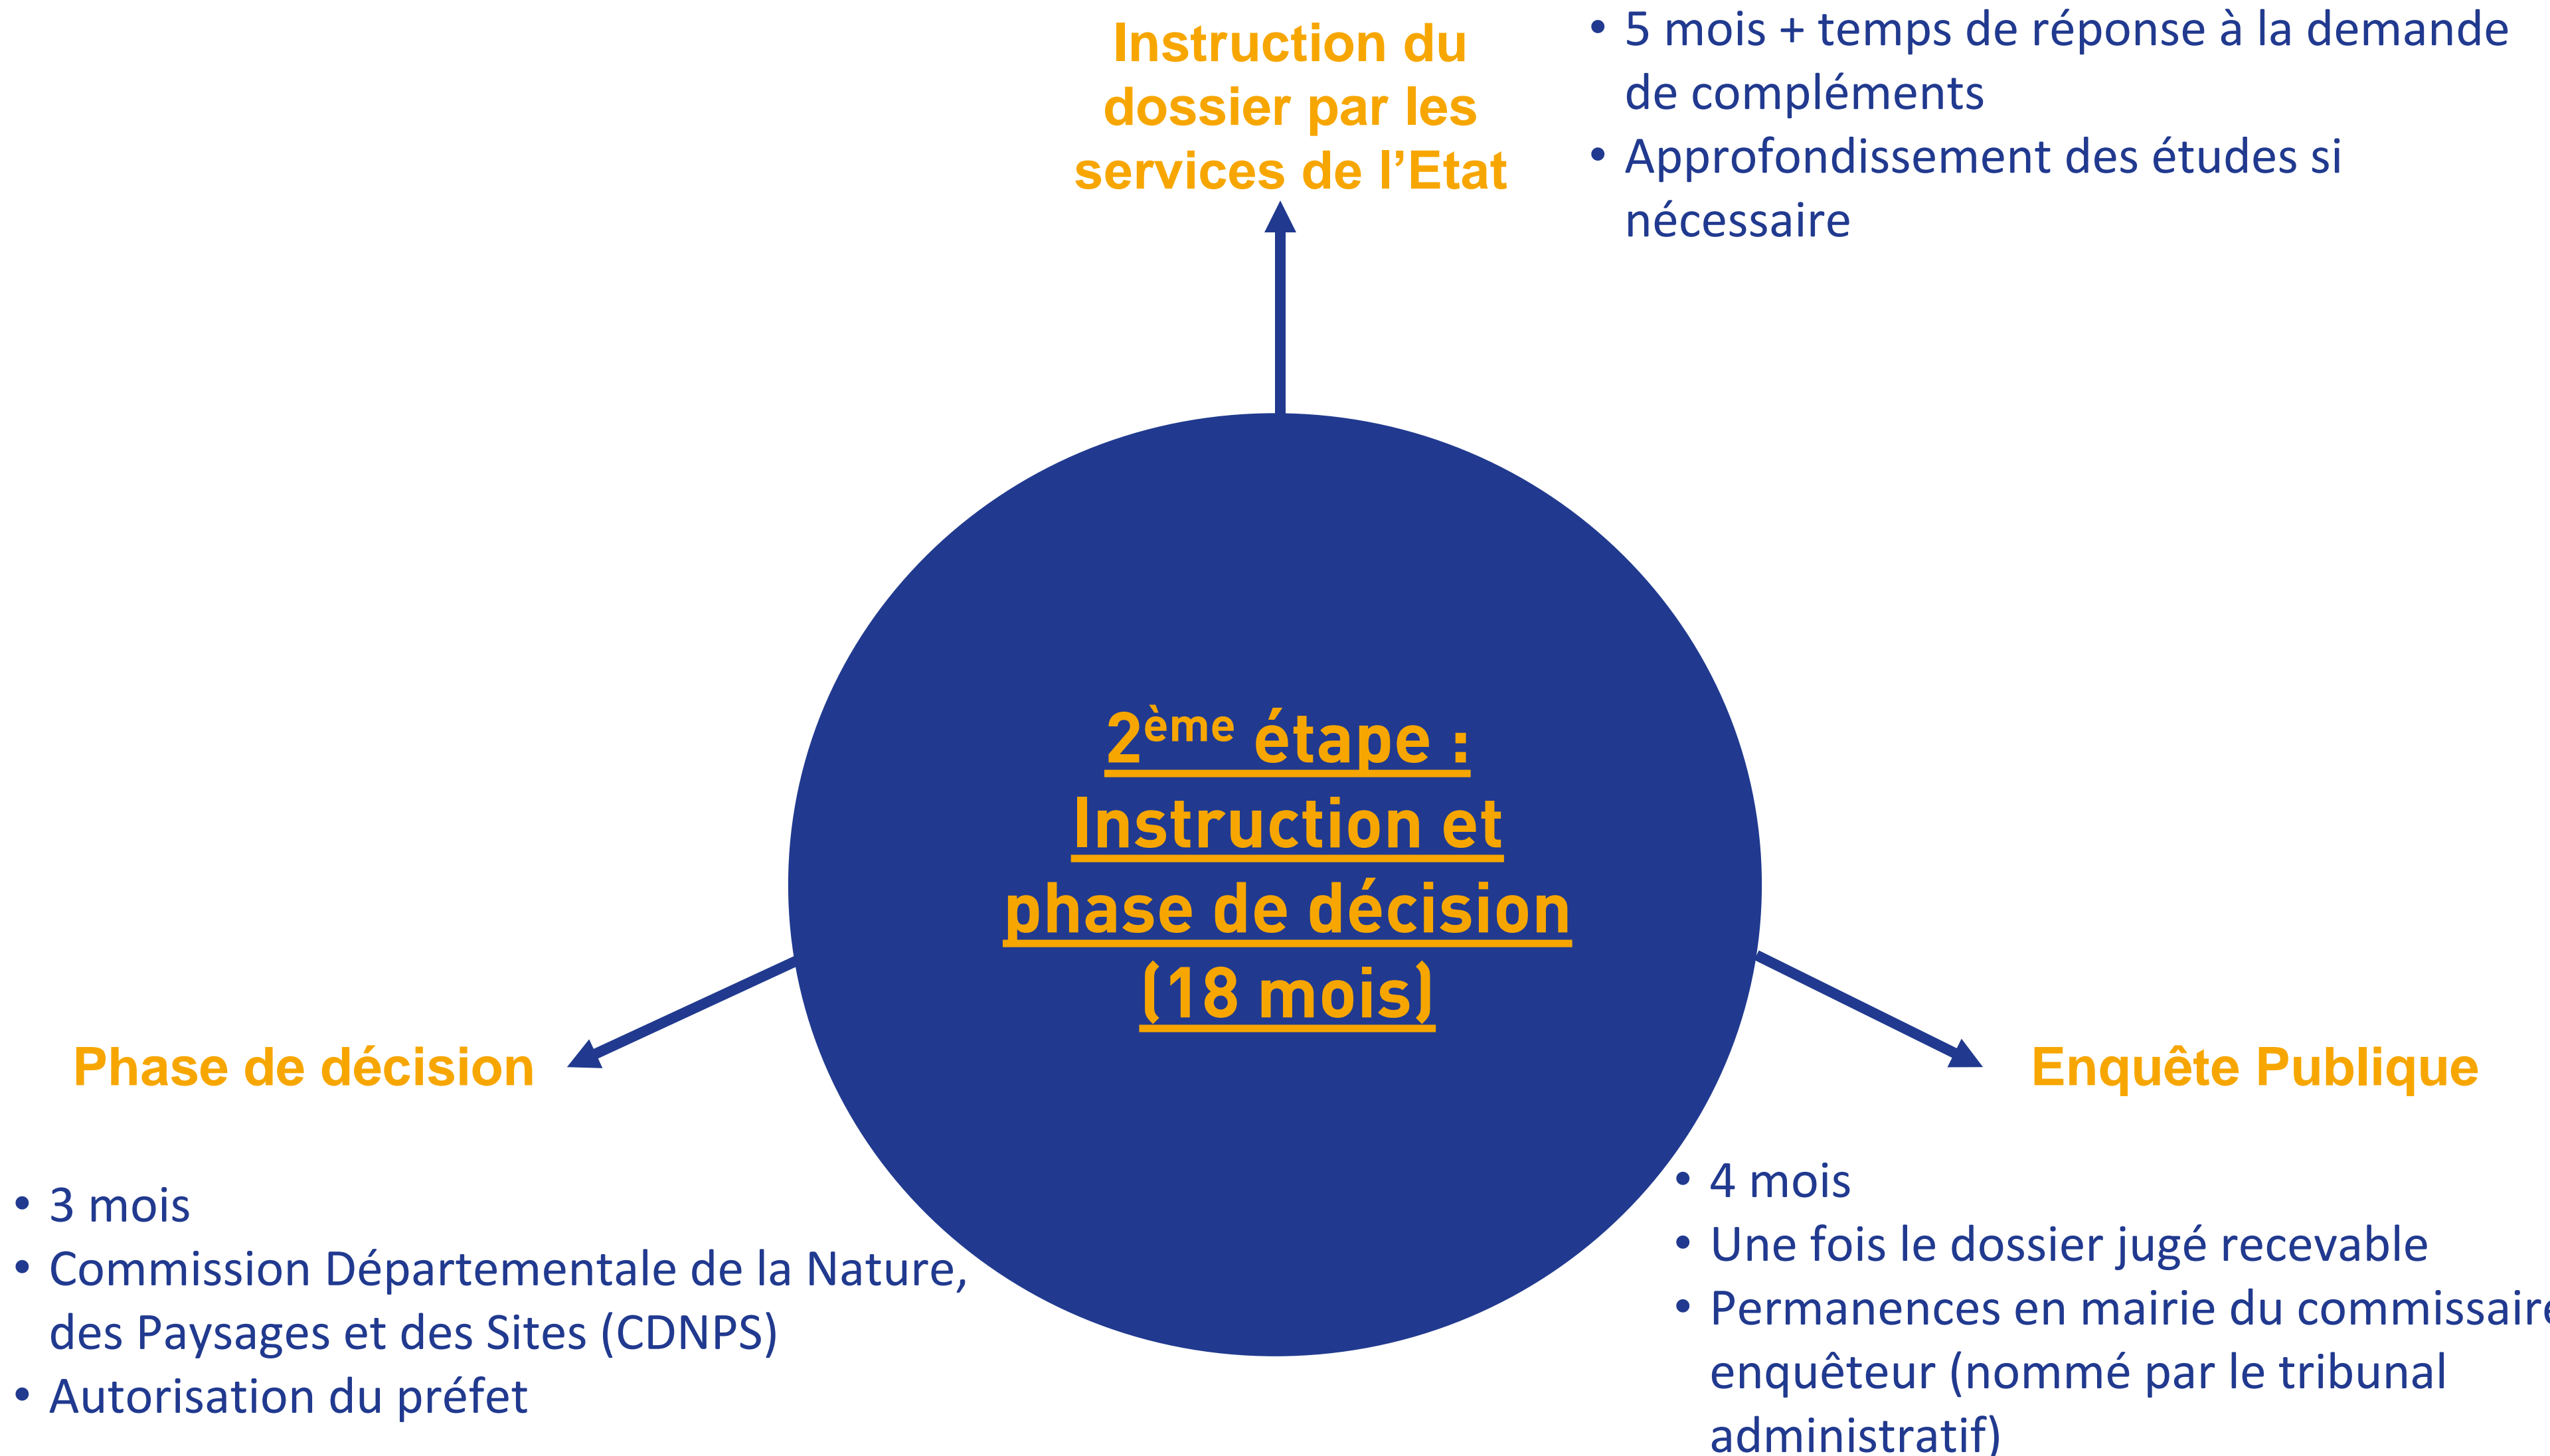 Instruction du
dossier par les
services de l’Etat
• 5 mois + temps de réponse à la demande
de compléments
• Approfondissement des études si
nécessaire
2ème étape :
Instruction et
phase de décision
(18 mois)
Phase de décision
• 3 mois
• Commission Départementale de la Nature,
des Paysages et des Sites (CDNPS)
• Autorisation du préfet
Enquête Publique
• 4 mois
• Une fois le dossier jugé recevable
• Permanences en mairie du commissaire
enquêteur (nommé par le tribunal
administratif)